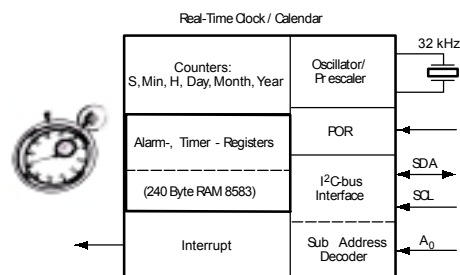 Real-Time Clock / Calendar
32 kHz
Counters:
S, Min, H, Day, Month, Year
Oscillator/
Prescaler
POR
Alarm-, Timer - Registers
(240 Byte RAM 8583)
I²C-bus
Interface
SDA
SCL
Interrupt
Sub Address
Decoder
A₀